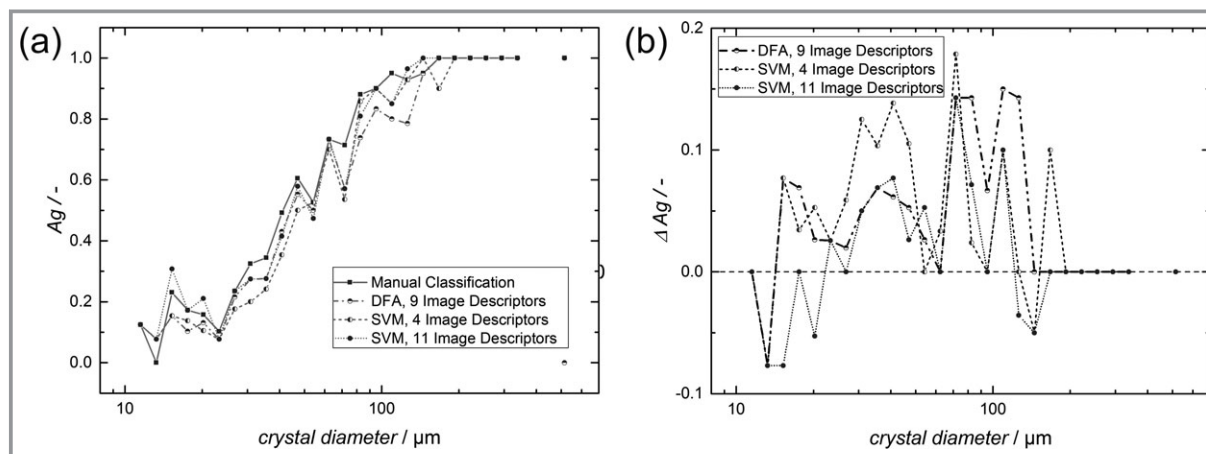 (a)
Ag / -
1.0
0.8
0.6
0.4
0.2
0.0
Manual Classification
DFA, 9 Image Descriptors
SVM, 4 Image Descriptors
SVM, 11 Image Descriptors
0
10
100
crystal diameter / µm
(b)
Δ Ag / -
0.2
0.1
0.0
-0.1
DFA, 9 Image Descriptors
SVM, 4 Image Descriptors
SVM, 11 Image Descriptors
10
100
crystal diameter / µm